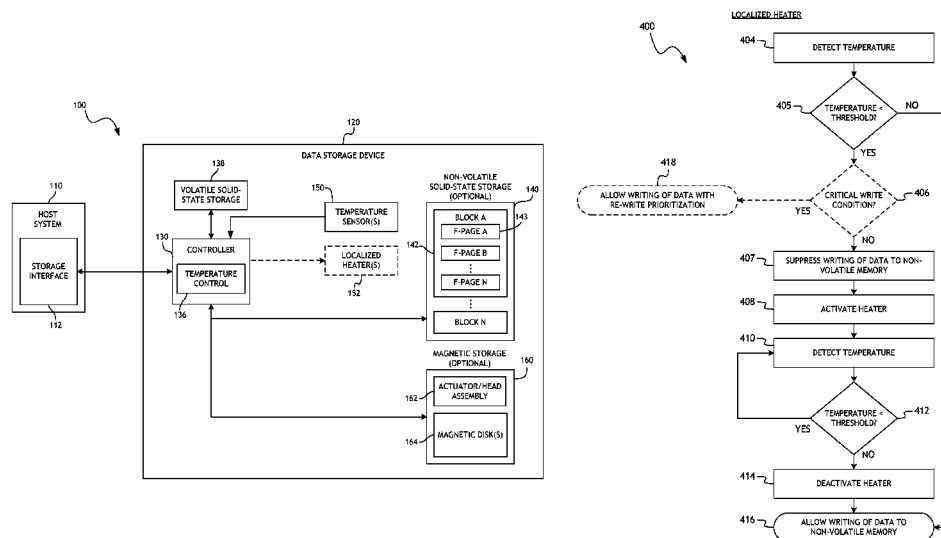 100
110
HOST
SYSTEM
STORAGE
INTERFACE
112
120
DATA STORAGE DEVICE
138
VOLATILE SOLID-
STATE STORAGE
150
TEMPERATURE
SENSOR(S)
130
CONTROLLER
TEMPERATURE
CONTROL
136
LOCALIZED
HEATER(S)
152
NON-VOLATILE
SOLID-STATE STORAGE
(OPTIONAL)
140
BLOCK A
143
F-PAGE A
142
F-PAGE B
F-PAGE N
BLOCK N
MAGNETIC STORAGE
(OPTIONAL)
160
ACTUATOR/HEAD
ASSEMBLY
162
MAGNETIC DISK(S)
164
400
LOCALIZED HEATER
404
DETECT TEMPERATURE
405
TEMPERATURE <
THRESHOLD?
NO
YES
418
ALLOW WRITING OF DATA WITH
RE-WRITE PRIORITIZATION
YES
CRITICAL WRITE
CONDITION?
406
NO
407
SUPPRESS WRITING OF DATA TO NON-
VOLATILE MEMORY
408
ACTIVATE HEATER
410
DETECT TEMPERATURE
TEMPERATURE <
THRESHOLD?
412
YES
NO
414
DEACTIVATE HEATER
416
ALLOW WRITING OF DATA TO
NON-VOLATILE MEMORY